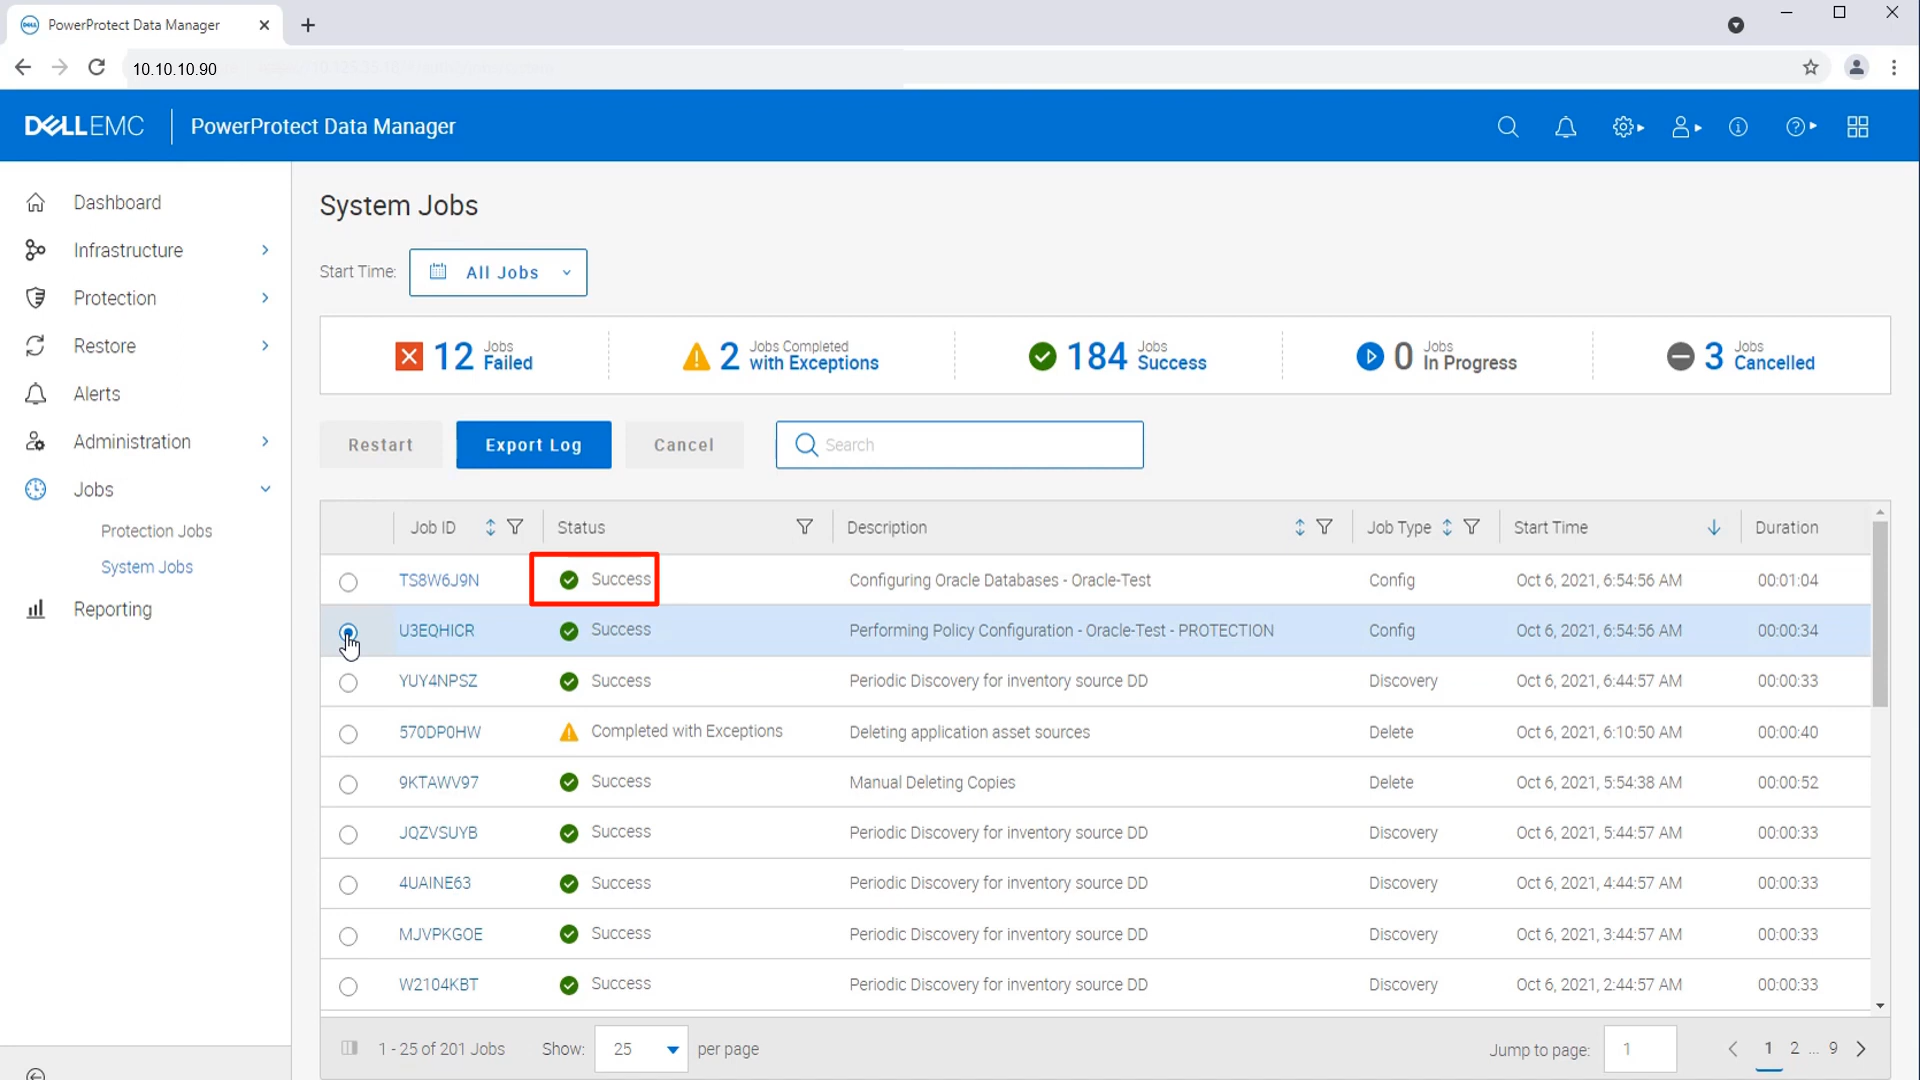 PowerProtect Data Manager
10.10.10.90
DELL EMC PowerProtect Data Manager
Dashboard
Infrastructure
Protection
Restore
Alerts
Administration
Jobs
Protection Jobs
System Jobs
Reporting
System Jobs
Start Time: All Jobs
12 Jobs Failed
2 Jobs Completed with Exceptions
184 Jobs Success
0 Jobs In Progress
3 Jobs Cancelled
Restart Export Log Cancel Search
Job ID Status Description Job Type Start Time Duration
TS8W6J9N Success Configuring Oracle Databases - Oracle-Test Config Oct 6, 2021, 6:54:56 AM 00:01:04
U3EQHICR Success Performing Policy Configuration - Oracle-Test - PROTECTION Config Oct 6, 2021, 6:54:56 AM 00:00:34
YUY4NPSZ Success Periodic Discovery for inventory source DD Discovery Oct 6, 2021, 6:44:57 AM 00:00:33
570DP0HW Completed with Exceptions Deleting application asset sources Delete Oct 6, 2021, 6:10:50 AM 00:00:40
9KTAWV97 Success Manual Deleting Copies Delete Oct 6, 2021, 5:54:38 AM 00:00:52
JQZVSUYB Success Periodic Discovery for inventory source DD Discovery Oct 6, 2021, 5:44:57 AM 00:00:33
4UAINE63 Success Periodic Discovery for inventory source DD Discovery Oct 6, 2021, 4:44:57 AM 00:00:33
MJVPKGOE Success Periodic Discovery for inventory source DD Discovery Oct 6, 2021, 3:44:57 AM 00:00:33
W2104KBT Success Periodic Discovery for inventory source DD Discovery Oct 6, 2021, 2:44:57 AM 00:00:33
1 - 25 of 201 Jobs Show: 25 per page Jump to page: 1 1 2 ... 9